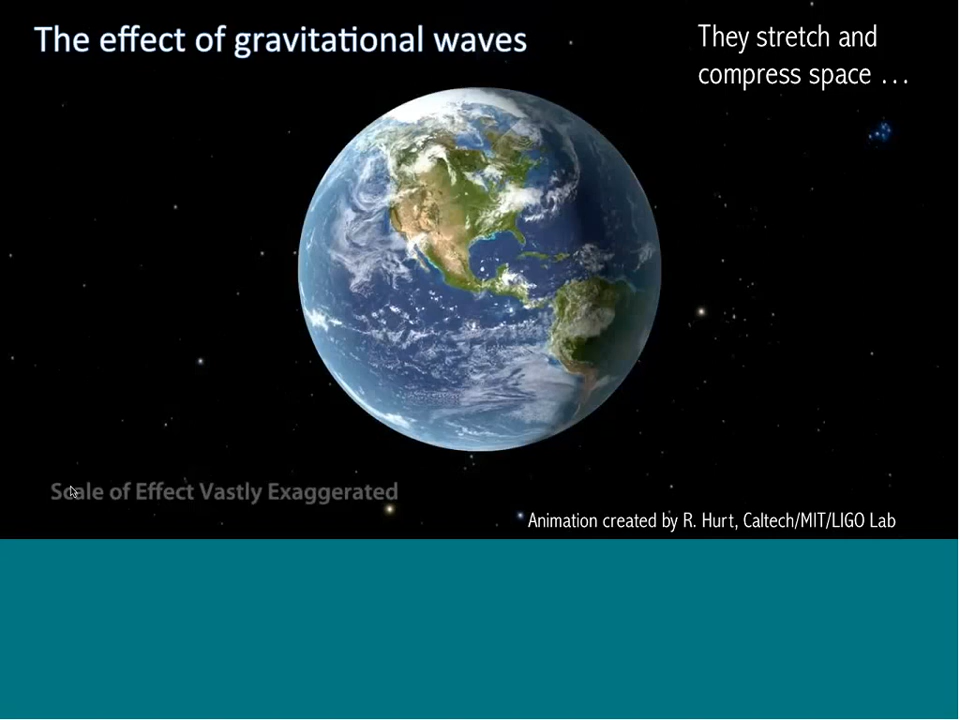 The effect of gravitational waves
They stretch and
compress space ...
Scale of Effect Vastly Exaggerated
Animation created by R. Hurt, Caltech/MIT/LIGO Lab